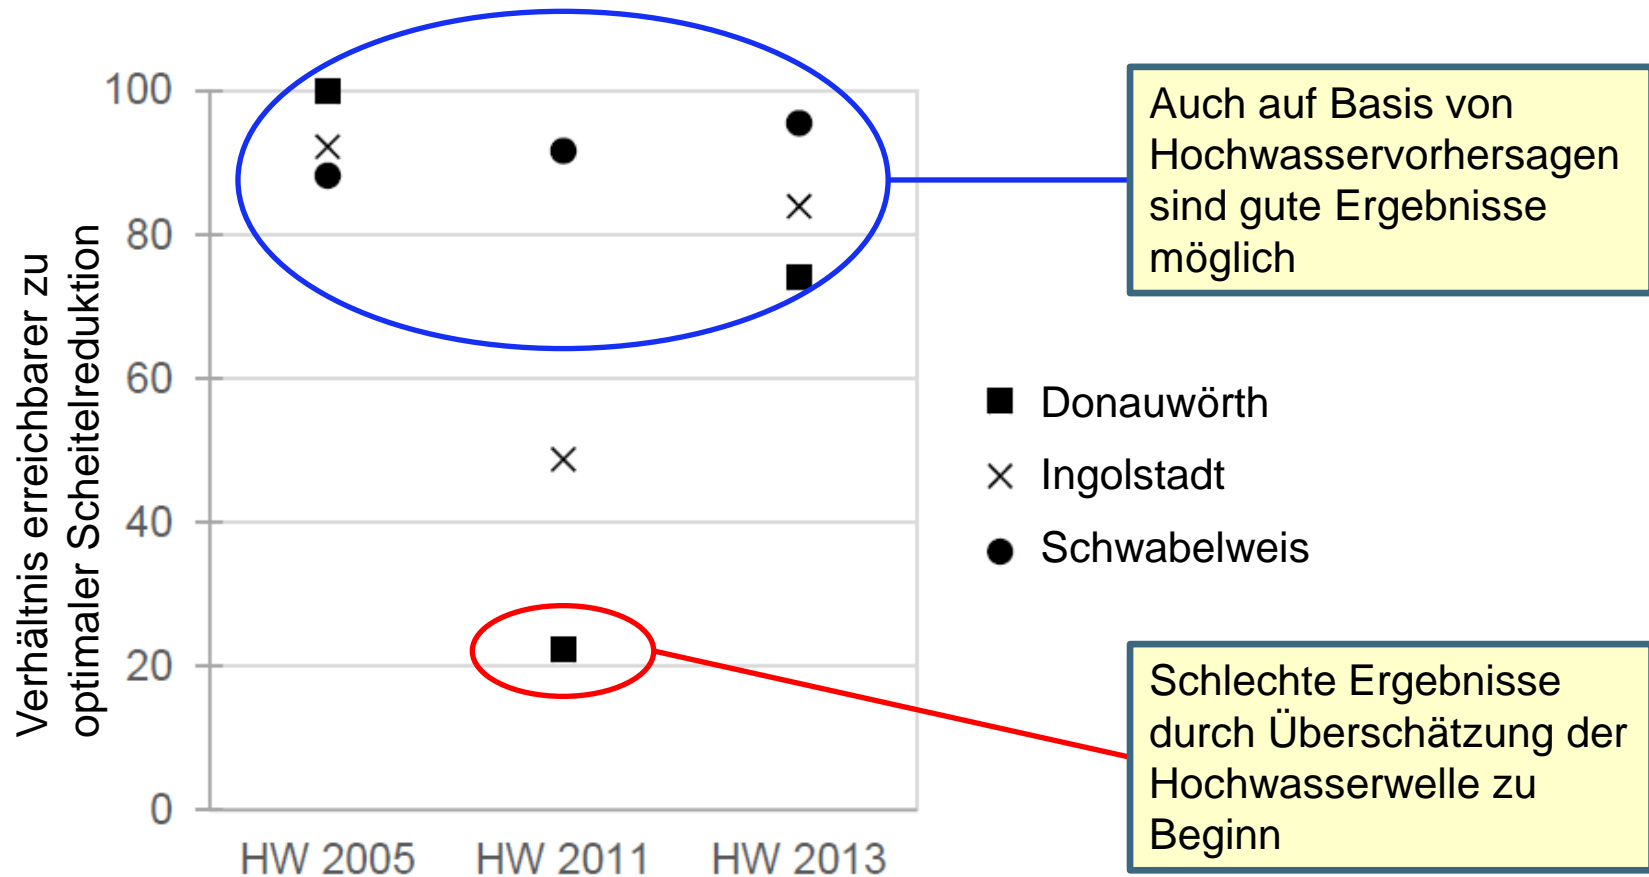 Verhältnis erreichbarer zu
optimaler Scheitelreduktion
100
80
60
40
20
0
HW 2005
HW 2011
HW 2013
Auch auf Basis von
Hochwasservorhersagen
sind gute Ergebnisse
möglich
Donauwörth
Ingolstadt
Schwabelweis
Schlechte Ergebnisse
durch Überschätzung der
Hochwasserwelle zu
Beginn